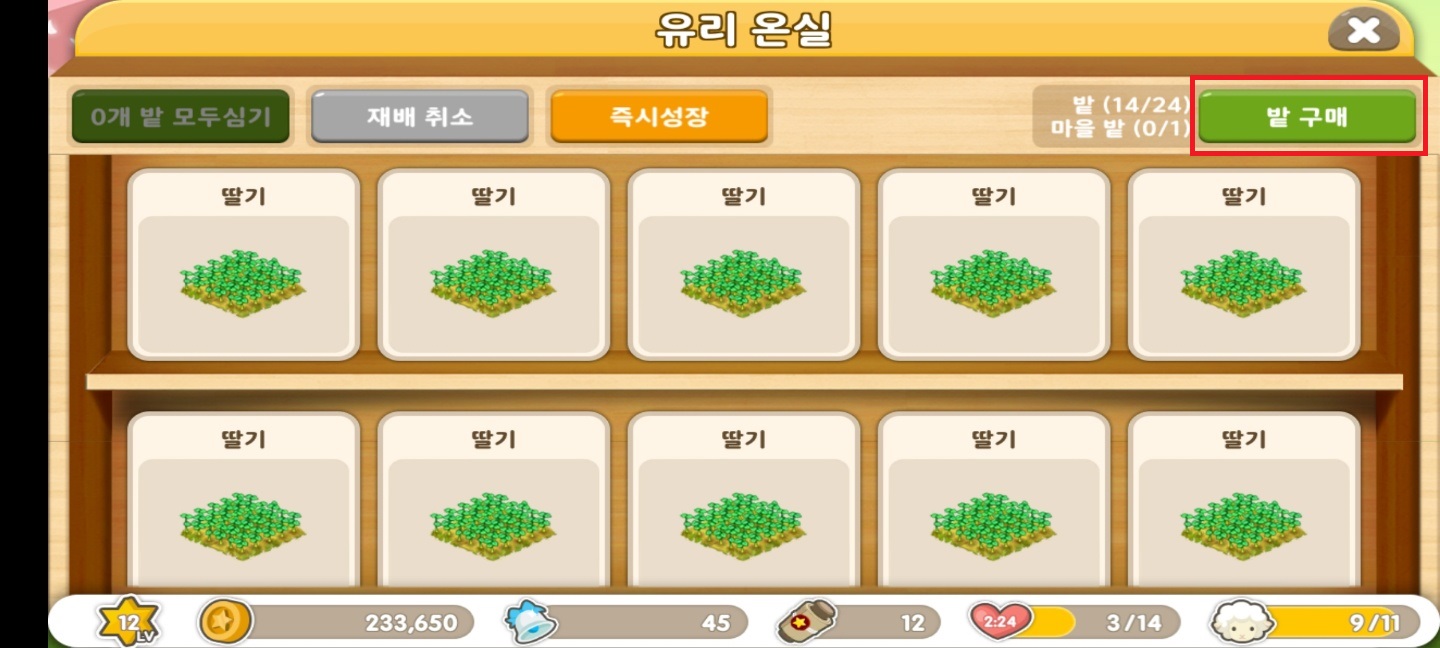 유리 온실
0개 밭 모두심기
재배 취소
즉시성장
밭 (14/24)
마을 밭 (0/1)
밭 구매
딸기 딸기 딸기 딸기 딸기
딸기 딸기 딸기 딸기 딸기
12 LV 233,650 45 12 2:24 3/14 9/11